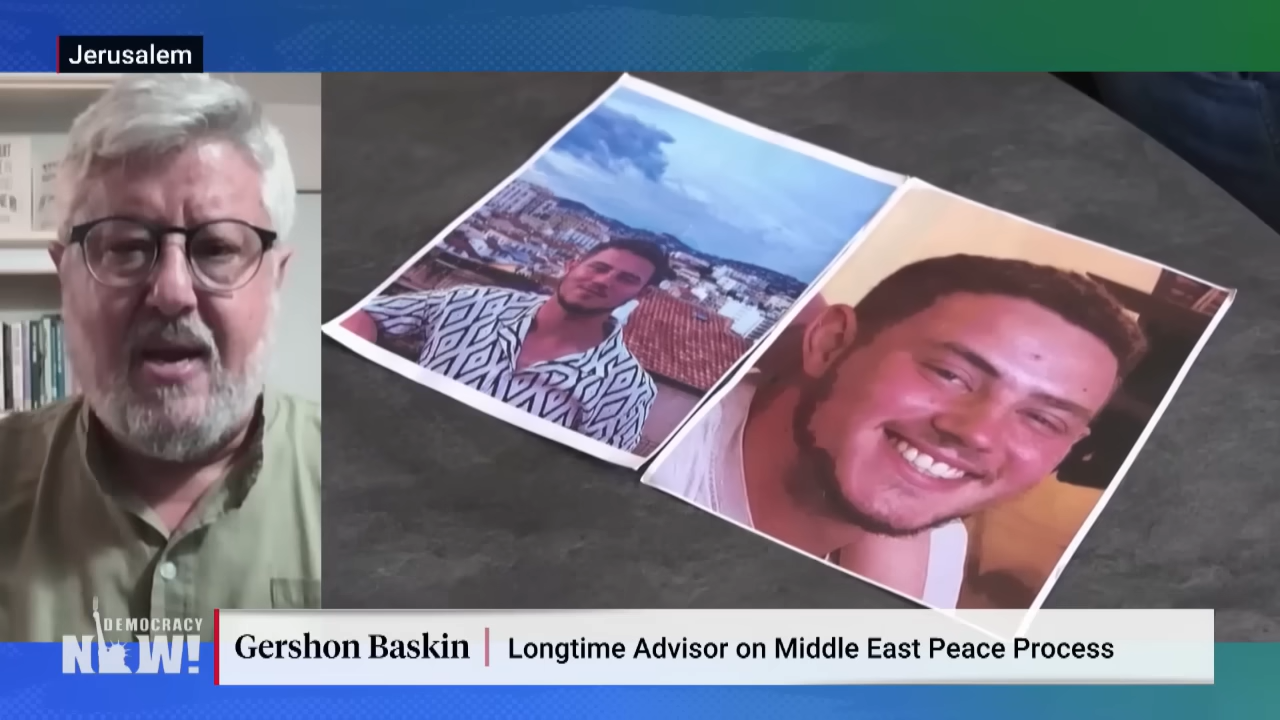 Jerusalem
DEMOCRACY
NOW!
Gershon Baskin
Longtime Advisor on Middle East Peace Process